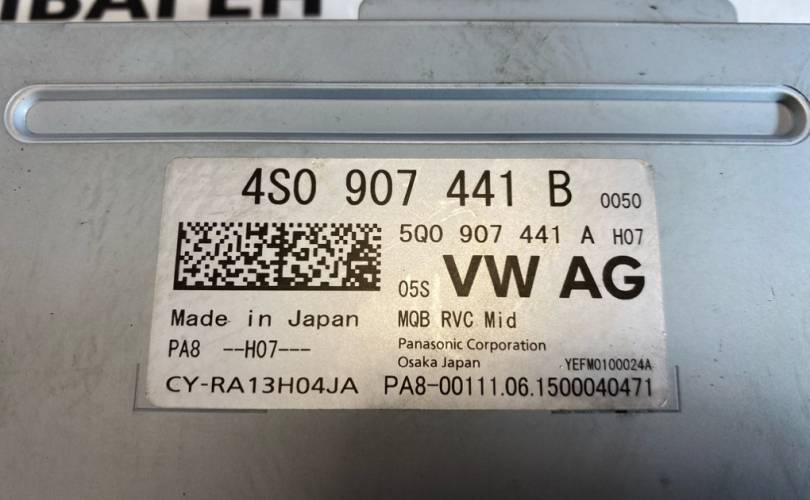 4S0 907 441 B 0050
5Q0 907 441 A H07
05S VW AG
Made in Japan MQB RVC Mid
PA8 --H07--- Panasonic Corporation
Osaka Japan YEFM0100024A
CY-RA13H04JA PA8-00111.06.1500040471